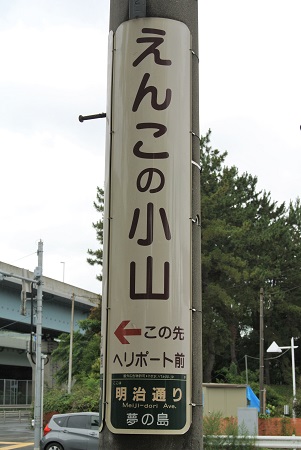 えんこの小山
←この先
ヘリポート前
明治通り
Meiji-dori Ave.
夢の島